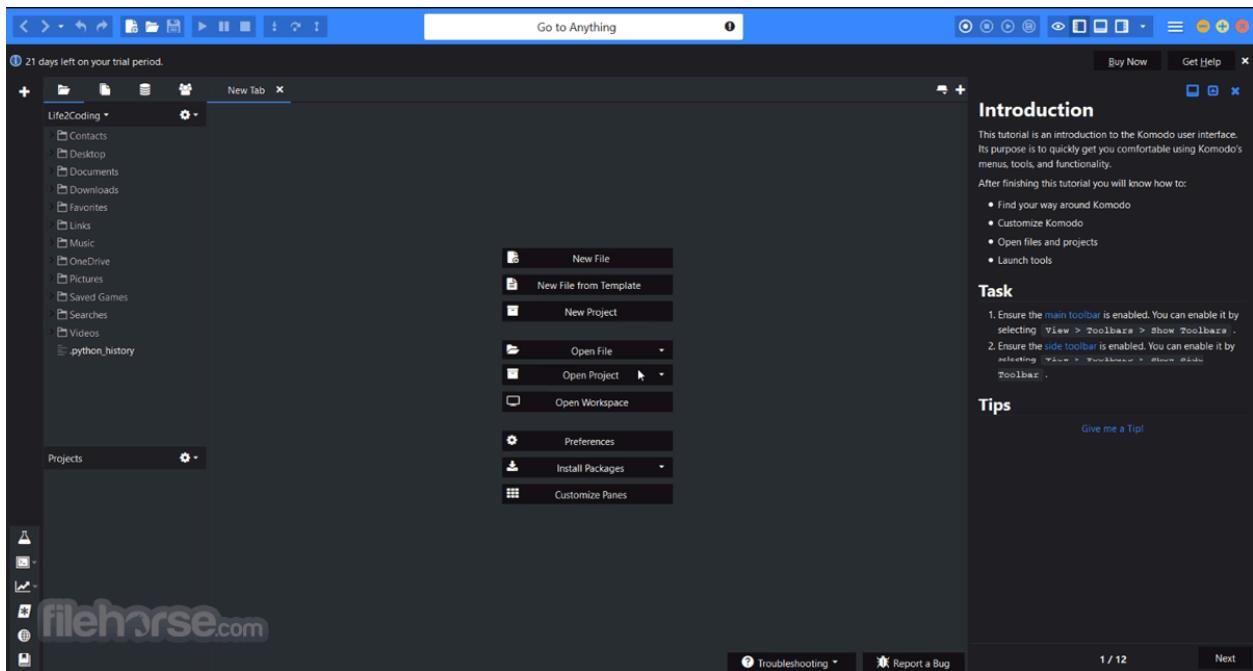 Go to Anything
21 days left on your trial period.
Buy Now
Get Help
New Tab
Life2Coding
Contacts
Desktop
Documents
Downloads
Favorites
Links
Music
OneDrive
Pictures
Saved Games
Searches
Videos
.python_history
Projects
New File
New File from Template
New Project
Open File
Open Project
Open Workspace
Preferences
Install Packages
Customize Panes
Introduction
This tutorial is an introduction to the Komodo user interface.
Its purpose is to quickly get you comfortable using Komodo's
menus, tools, and functionality.
After finishing this tutorial you will know how to:
Find your way around Komodo
Customize Komodo
Open files and projects
Launch tools
Task
1. Ensure the main toolbar is enabled. You can enable it by
selecting View > Toolbars > Show Toolbars .
2. Ensure the side toolbar is enabled. You can enable it by
selecting View > Toolbars > Show Side
Toolbar .
Tips
Give me a Tip!
filehorse.com
Troubleshooting
Report a Bug
1 / 12
Next